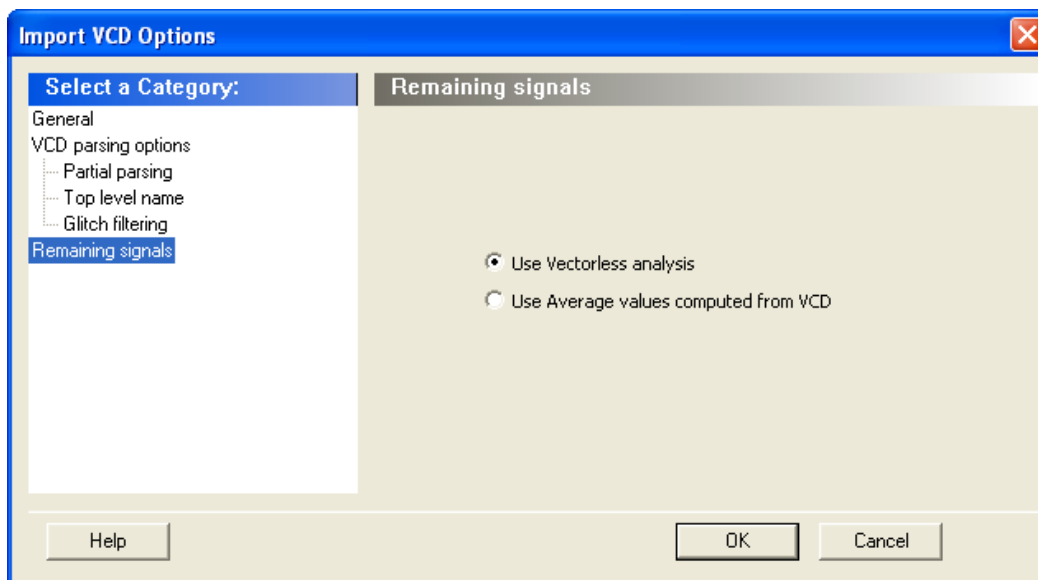 Import VCD Options
Select a Category:
General
VCD parsing options
Partial parsing
Top level name
Glitch filtering
Remaining signals
Remaining signals
Use Vectorless analysis
Use Average values computed from VCD
Help
OK
Cancel